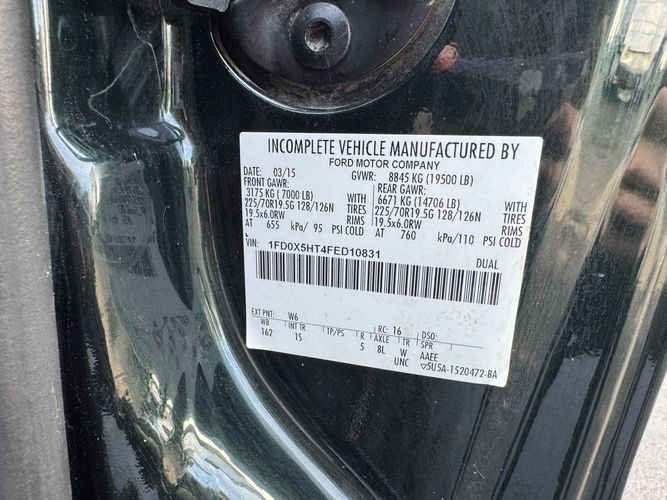 INCOMPLETE VEHICLE MANUFACTURED BY
FORD MOTOR COMPANY
DATE: 03/15 GVWR: 8845 KG (19500 LB)
FRONT GAWR: REAR GAWR:
3175 KG ( 7000 LB) WITH 6671 KG ( 14706 LB) WITH
225/70R19.5G 128/126N TIRES 225/70R19.5G 128/126N TIRES
19.5x6.0RW RIMS 19.5x6.0RW RIMS
AT 655 kPa/ 95 PSI COLD AT 760 kPa/110 PSI COLD
VIN: 1FD0X5HT4FED10831 DUAL
EXT PNT: W6 RC: 16 DSO:
WB INT TR TP/PS R AXLE TR SPR
162 1S 5 8L W AAEE
UNC ▽5U5A-1520472-BA